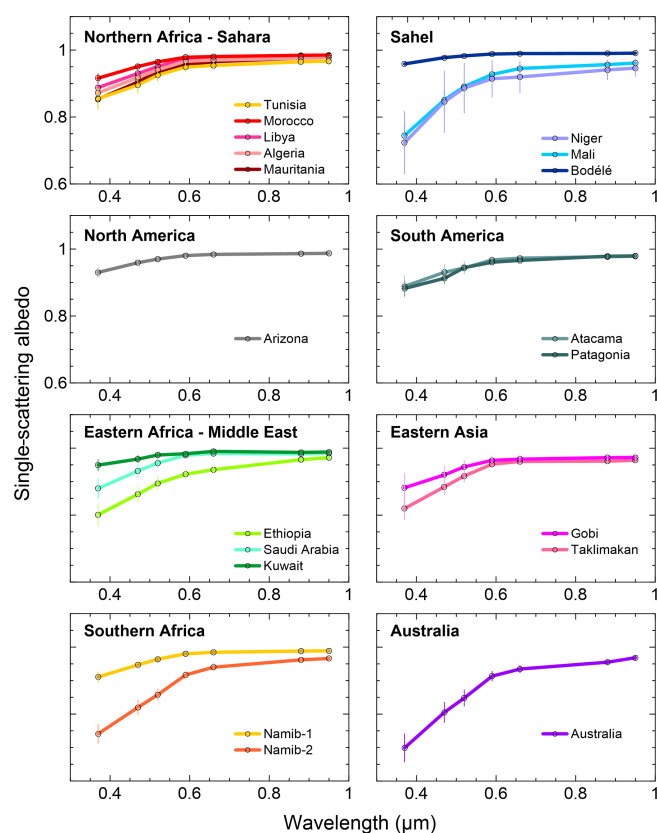 Northern Africa - Sahara
1
0.8
0.6
Tunisia
Morocco
Libya
Algeria
Mauritania
0.4 0.6 0.8 1
Sahel
Niger
Mali
Bodélé
0.4 0.6 0.8 1
North America
1
0.8
0.6
Arizona
0.4 0.6 0.8 1
South America
Atacama
Patagonia
0.4 0.6 0.8 1
Single-scattering albedo
Eastern Africa - Middle East
Ethiopia
Saudi Arabia
Kuwait
0.4 0.6 0.8 1
Eastern Asia
Gobi
Taklimakan
0.4 0.6 0.8 1
Southern Africa
Namib-1
Namib-2
0.4 0.6 0.8 1
Australia
Australia
0.4 0.6 0.8 1
Wavelength (µm)